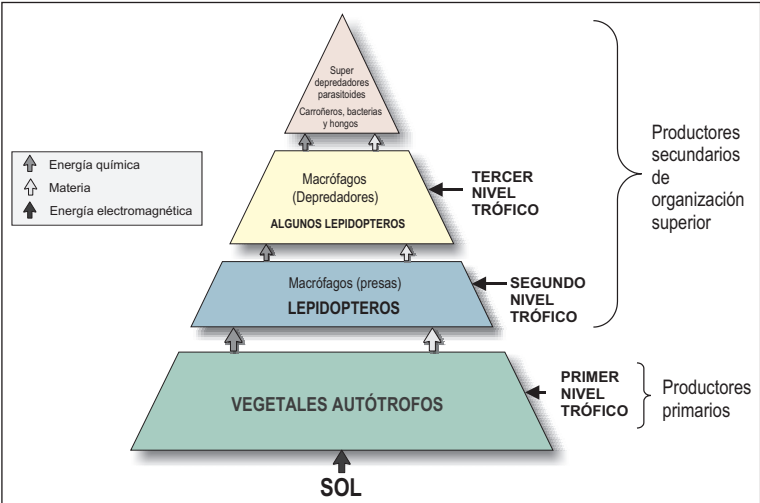 Super
depredadores
parasitoides
Carroñeros, bacterias
y hongos
Productores
secundarios
de
organización
superior
Energía química
Materia
Energía electromagnética
Macrófagos
(Depredadores)
ALGUNOS LEPIDOPTEROS
TERCER
NIVEL
TRÓFICO
Macrófagos (presas)
LEPIDOPTEROS
SEGUNDO
NIVEL
TRÓFICO
VEGETALES AUTÓTROFOS
PRIMER
NIVEL
TRÓFICO
Productores
primarios
SOL